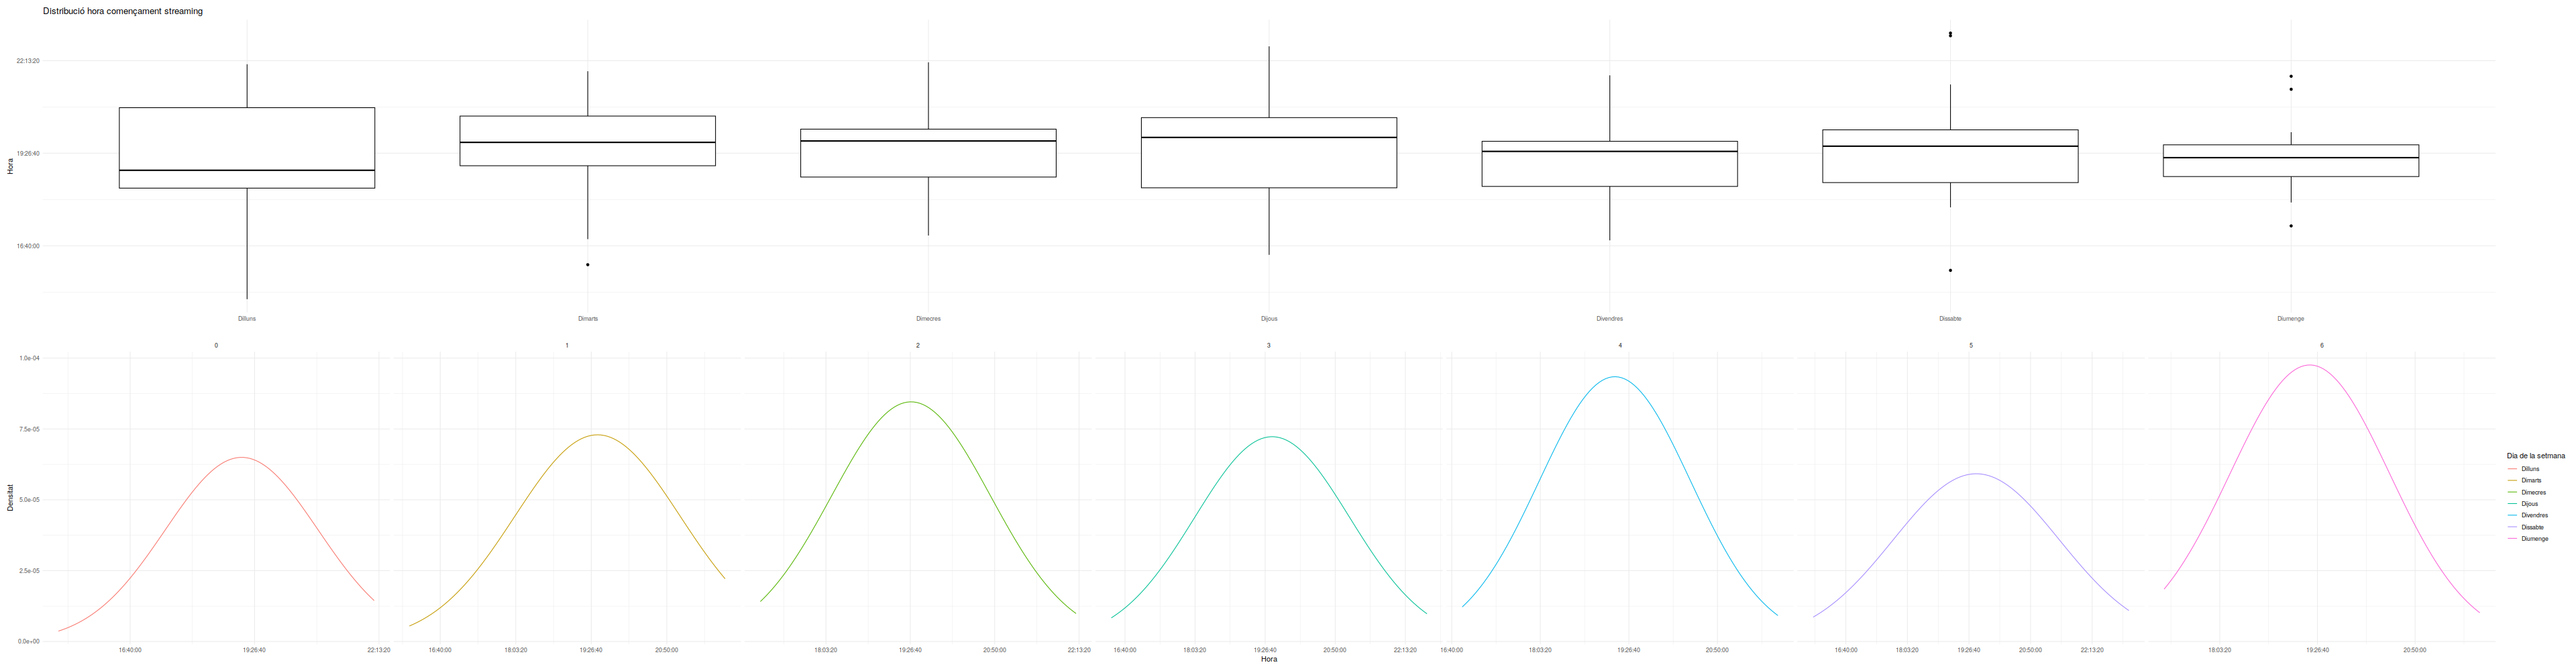 Distribució hora començament streaming
Hora
22:13:20
19:26:40
16:40:00
Dilluns Dimarts Dimecres Dijous Divendres Dissabte Diumenge
0 1 2 3 4 5 6
Densitat
1.0e-04
7.5e-05
5.0e-05
2.5e-05
0.0e+00
16:40:00 19:26:40 22:13:20 16:40:00 18:03:20 19:26:40 20:50:00 18:03:20 19:26:40 20:50:00 22:13:20 16:40:00 18:03:20 19:26:40 20:50:00 22:13:20 16:40:00 18:03:20 19:26:40 20:50:00 16:40:00 18:03:20 19:26:40 20:50:00 22:13:20 18:03:20 19:26:40 20:50:00
Hora
Dia de la setmana
Dilluns
Dimarts
Dimecres
Dijous
Divendres
Dissabte
Diumenge